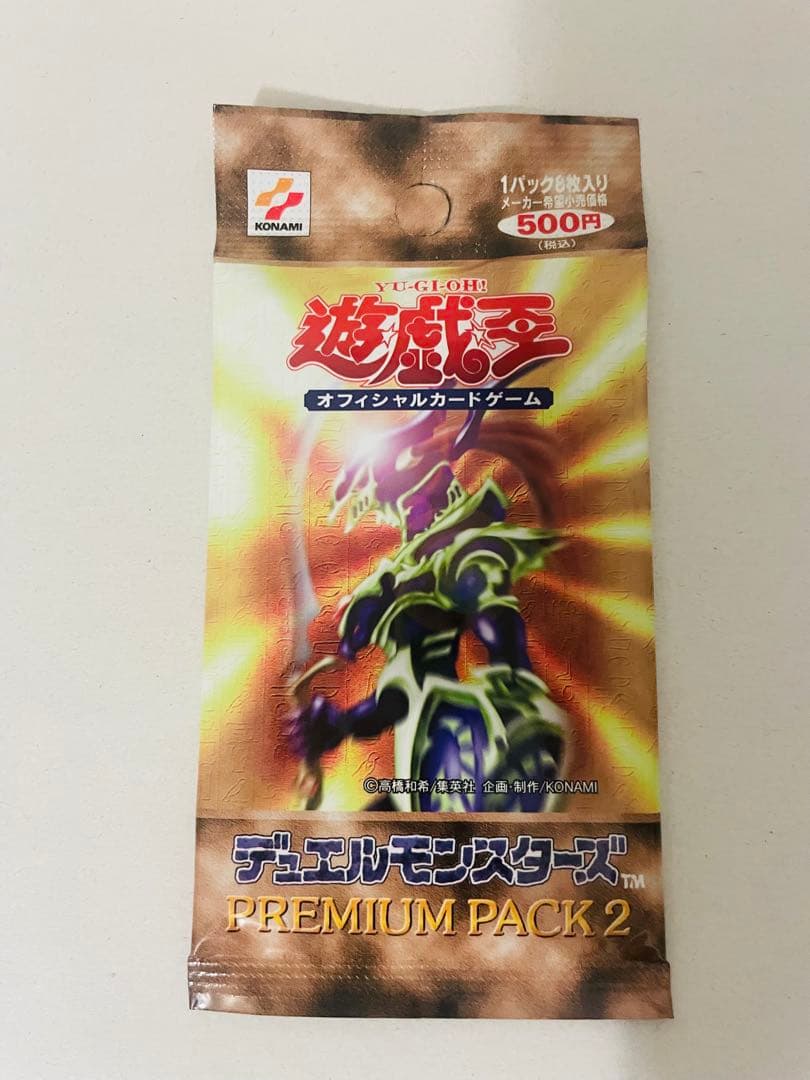 KONAMI
1パック8枚入り
メーカー希望小売価格
500円
(税込)
YU-GI-OH!
遊戯王
オフィシャルカードゲーム
©高橋和希/集英社 企画・制作/KONAMI
デュエルモンスターズ™
PREMIUM PACK 2